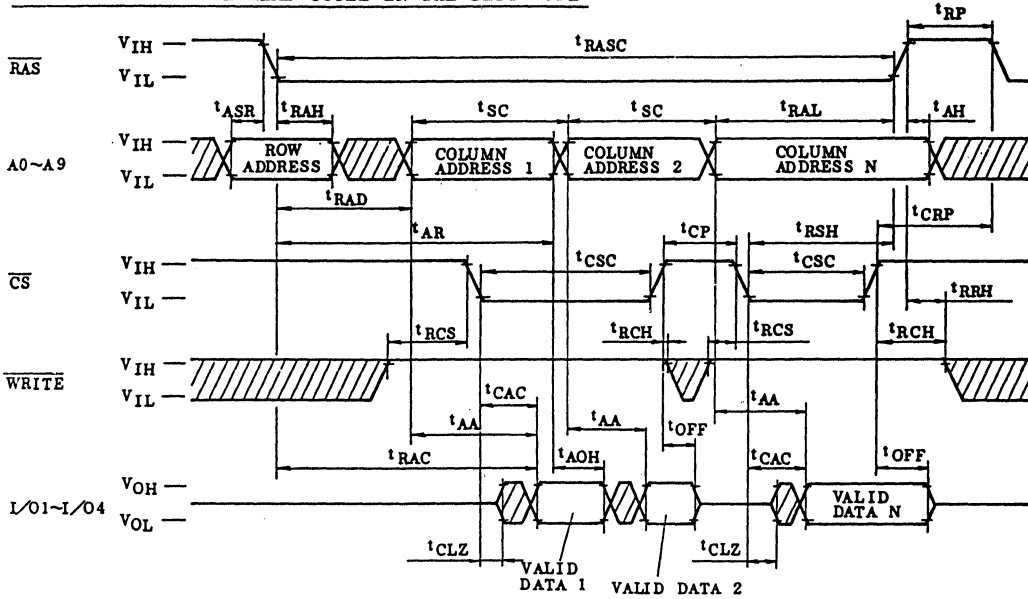 tRP
VIH
tRASC
RAS
VIL
tASR
tRAH
tSC
tSC
tRAL
tAH
VIH
A0~A9
VIL
ROW ADDRESS
COLUMN ADDRESS 1
COLUMN ADDRESS 2
COLUMN ADDRESS N
tRAD
tCRP
tAR
tCP
tRSH
VIH
CS
VIL
tCSC
tCSC
tRRH
tRCS
tRCH
tRCS
tRCH
VIH
WRITE
VIL
tCAC
tAA
tAA
tAA
tOFF
tRAC
tAOH
tCAC
tOFF
VOH
I/O1~I/O4
VOL
VALID DATA N
tCLZ
tCLZ
VALID DATA 1
VALID DATA 2